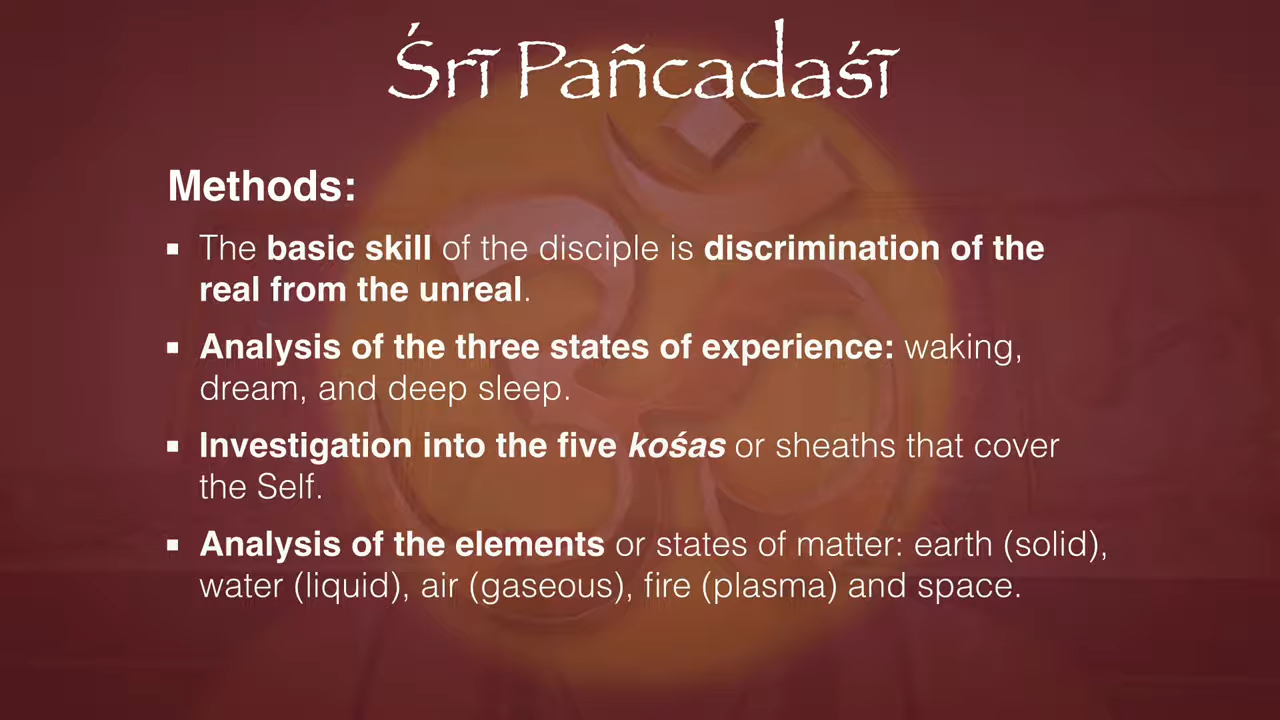 Śrī Pañcadaśī
Methods:
▪ The basic skill of the disciple is discrimination of the
real from the unreal.
▪ Analysis of the three states of experience: waking,
dream, and deep sleep.
▪ Investigation into the five kośas or sheaths that cover
the Self.
▪ Analysis of the elements or states of matter: earth (solid),
water (liquid), air (gaseous), fire (plasma) and space.